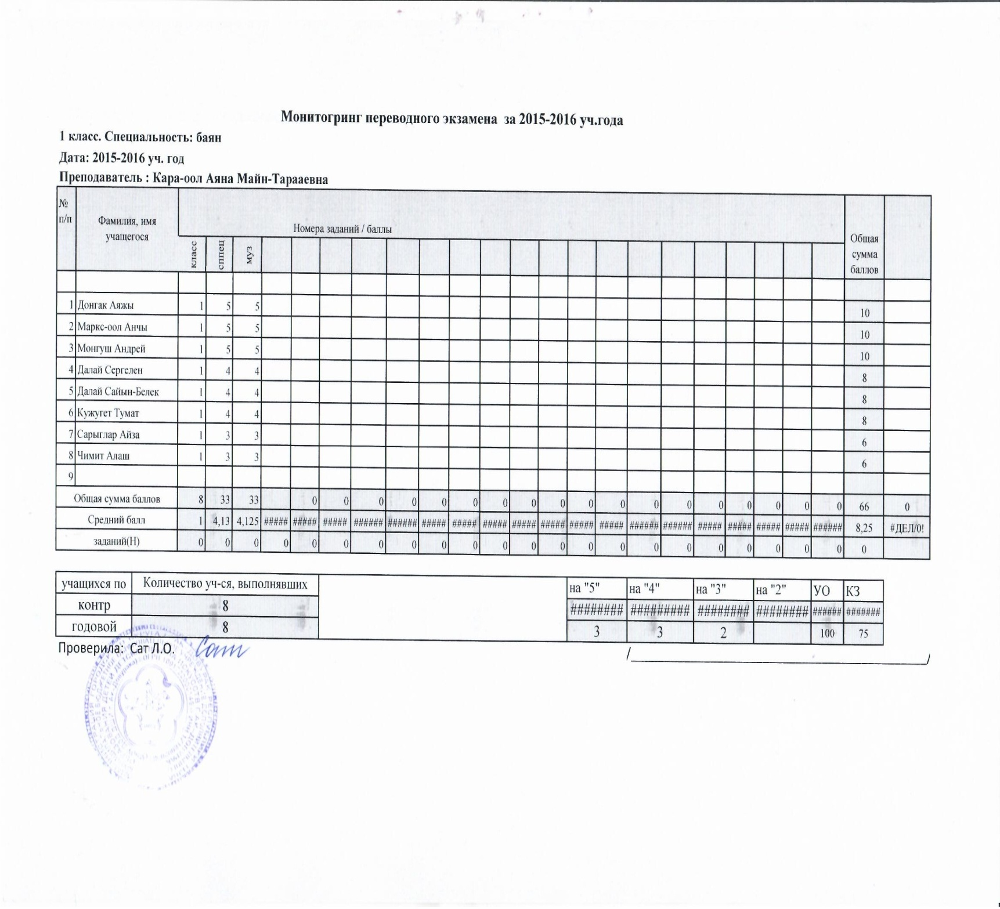 Монитогринг переводного экзамена за 2015-2016 уч.года
1 класс. Специальность: баян
Дата: 2015-2016 уч. год
Преподаватель : Кара-оол Аяна Майн-Тарааевна
№ п/п Фамилия, имя учащегося Номера заданий / баллы Общая сумма баллов
класс сппец муз
1 Донгак Аяжы 1 5 5 10
2 Маркс-оол Анчы 1 5 5 10
3 Монгуш Андрей 1 5 5 10
4 Далай Сергелен 1 4 4 8
5 Далай Сайын-Белек 1 4 4 8
6 Кужугет Тумат 1 4 4 8
7 Сарыглар Айза 1 3 3 6
8 Чимит Алаш 1 3 3 6
9
Общая сумма баллов 8 33 33 0 0 0 0 0 0 0 0 0 0 0 0 0 0 0 0 0 0 66 0
Средний балл 1 4,13 4,125 ##### ##### ##### ###### ###### ##### ##### ##### ##### ##### ##### ##### ###### ###### ##### ##### ##### ##### ###### 8,25 #ДЕЛ/0!
заданий(Н) 0 0 0 0 0 0 0 0 0 0 0 0 0 0 0 0 0 0 0 0 0 0 0
учащихся по Количество уч-ся, выполнявших на "5" на "4" на "3" на "2" УО КЗ
контр 8 ######## ######### ######## ######## ###### #######
годовой 8 3 3 2 100 75
Проверила: Сат Л.О. Сат
/ /